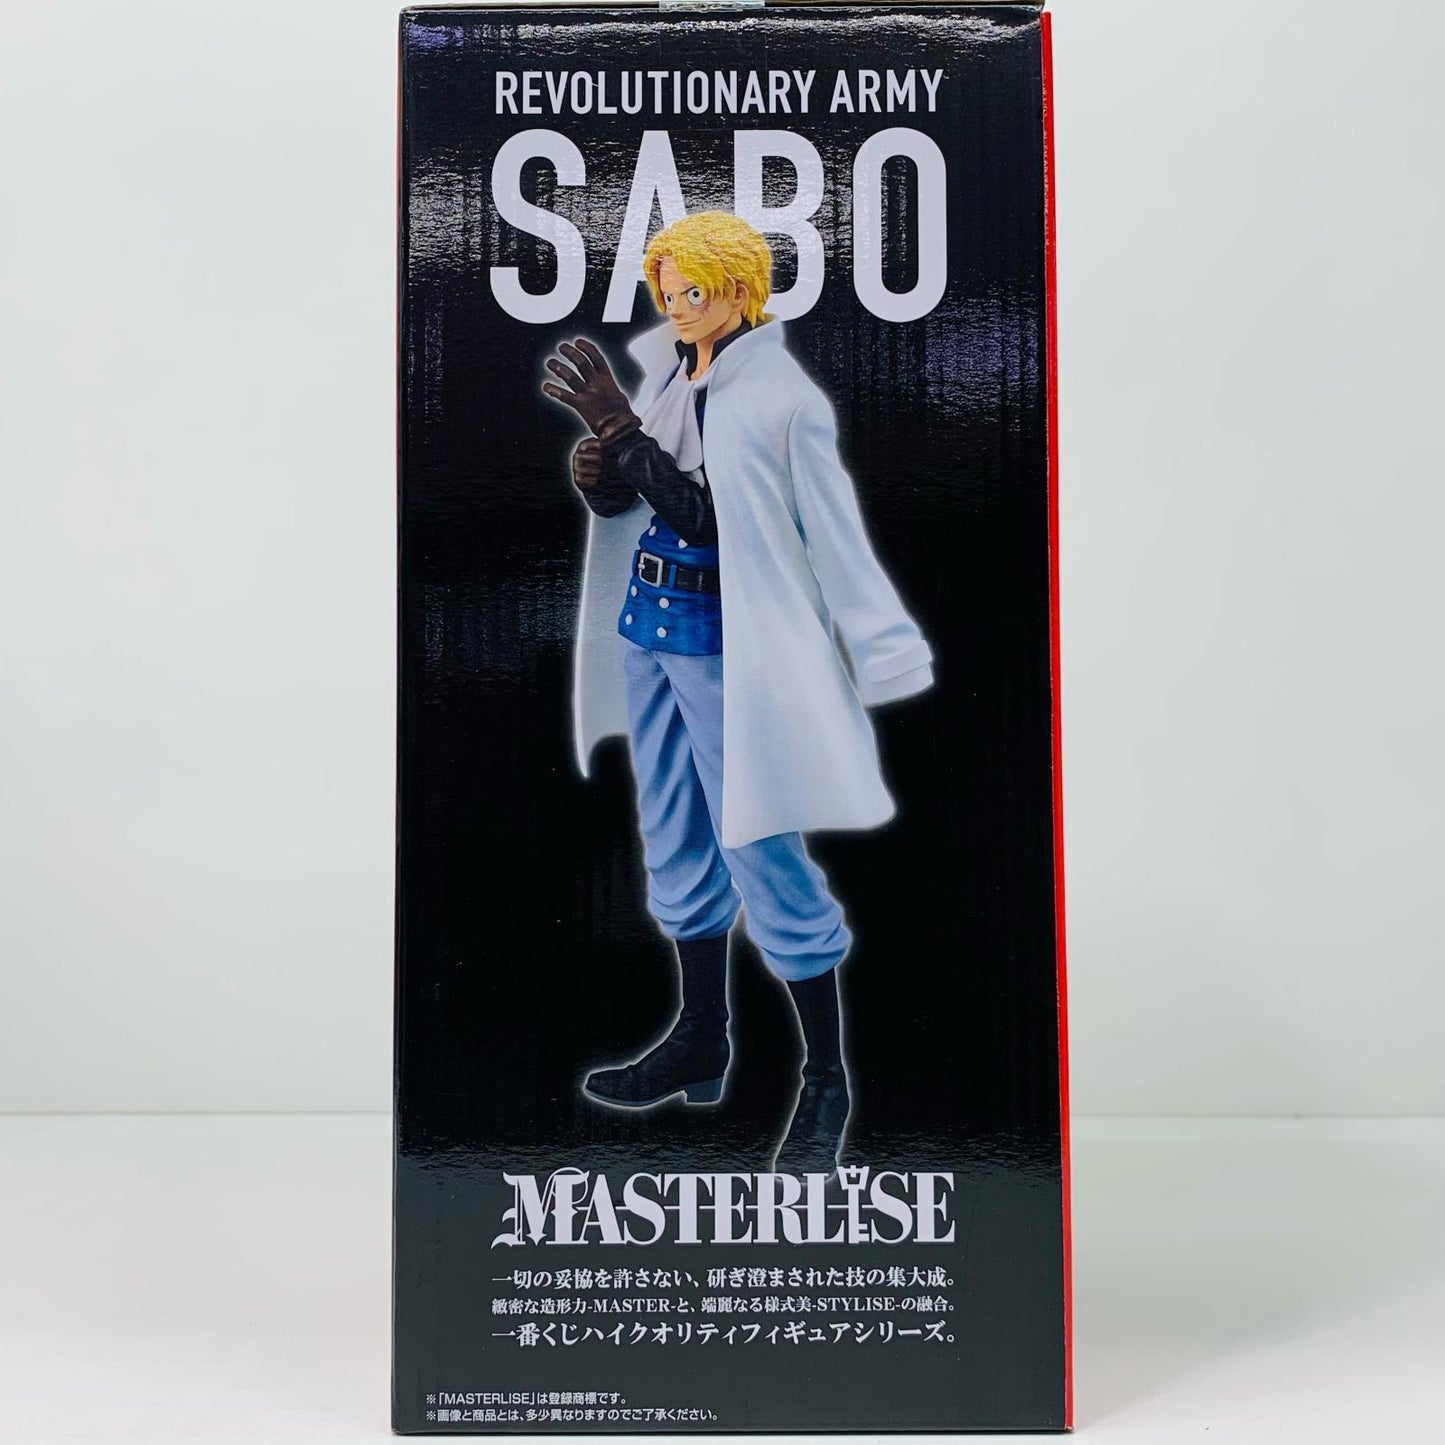 REVOLUTIONARY ARMY
SABO
MASTERLISE
一切の妥協を許さない、研ぎ澄まされた技の集大成。
緻密な造形力-MASTER-と、端麗なる様式美-STYLISE-の融合。
一番くじハイクオリティフィギュアシリーズ。
※「MASTERLISE」は登録商標です。
※画像と商品とは、多少異なりますのでご了承ください。